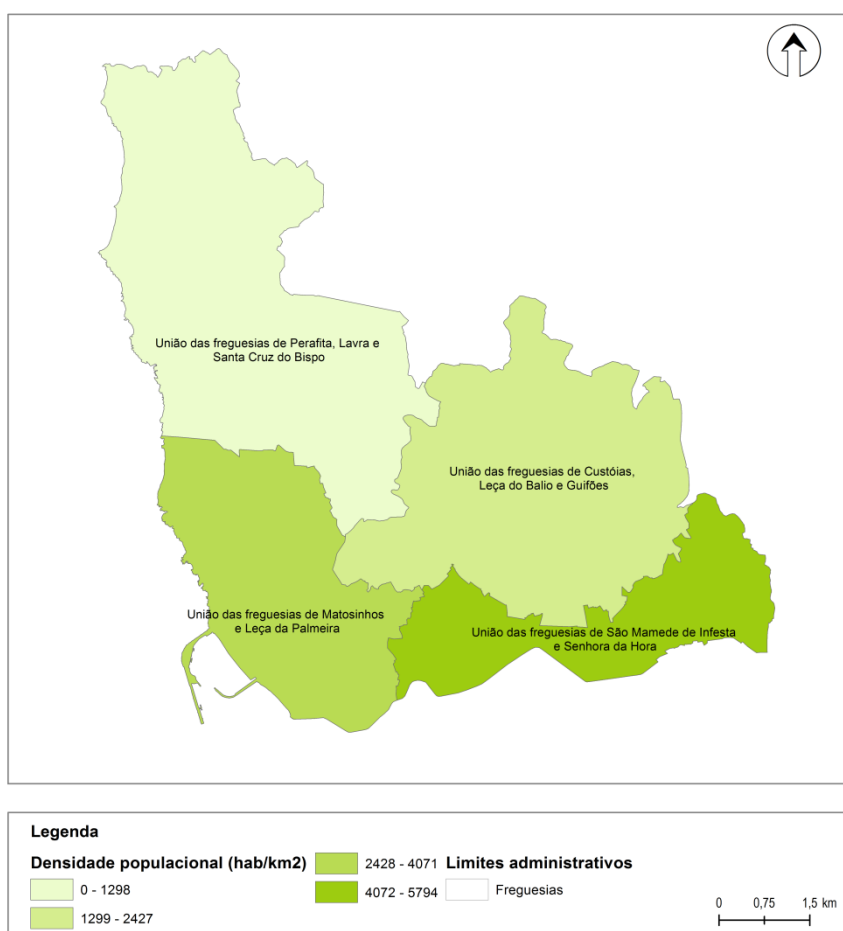 União das freguesias de Perafita, Lavra e
Santa Cruz do Bispo
União das freguesias de Custóias,
Leça do Balio e Guifões
União das freguesias de Matosinhos
e Leça da Palmeira
União das freguesias de São Mamede de Infesta
e Senhora da Hora
Legenda
Densidade populacional (hab/km2)
0 - 1298
1299 - 2427
2428 - 4071
4072 - 5794
Limites administrativos
Freguesias
0 0,75 1,5 km